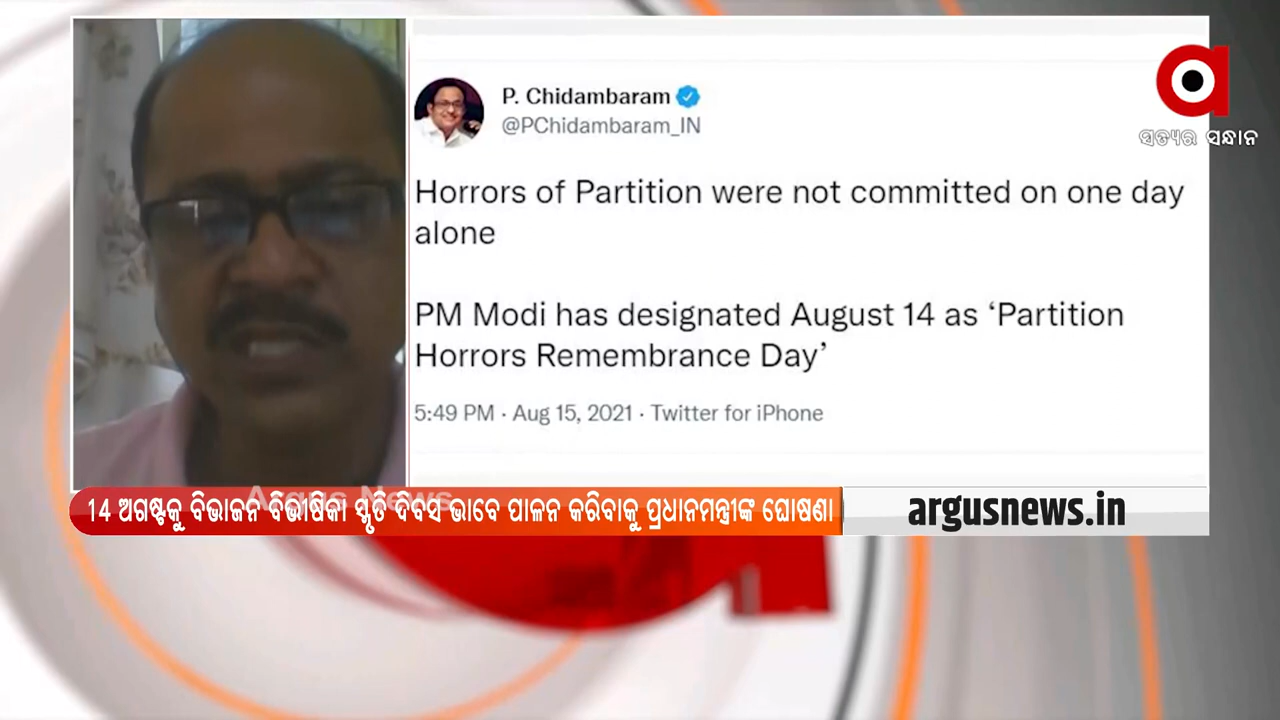 P. Chidambaram
@PChidambaram_IN
ସତ୍ୟର ସନ୍ଧାନ
Horrors of Partition were not committed on one day
alone
PM Modi has designated August 14 as ‘Partition
Horrors Remembrance Day’
5:49 PM · Aug 15, 2021 · Twitter for iPhone
Argus News
14 ଅଗଷ୍ଟକୁ ବିଭାଜନ ବିଭୀଷିକା ସ୍ମୃତି ଦିବସ ଭାବେ ପାଳନ କରିବାକୁ ପ୍ରଧାନମନ୍ତ୍ରୀଙ୍କ ଘୋଷଣା
argusnews.in